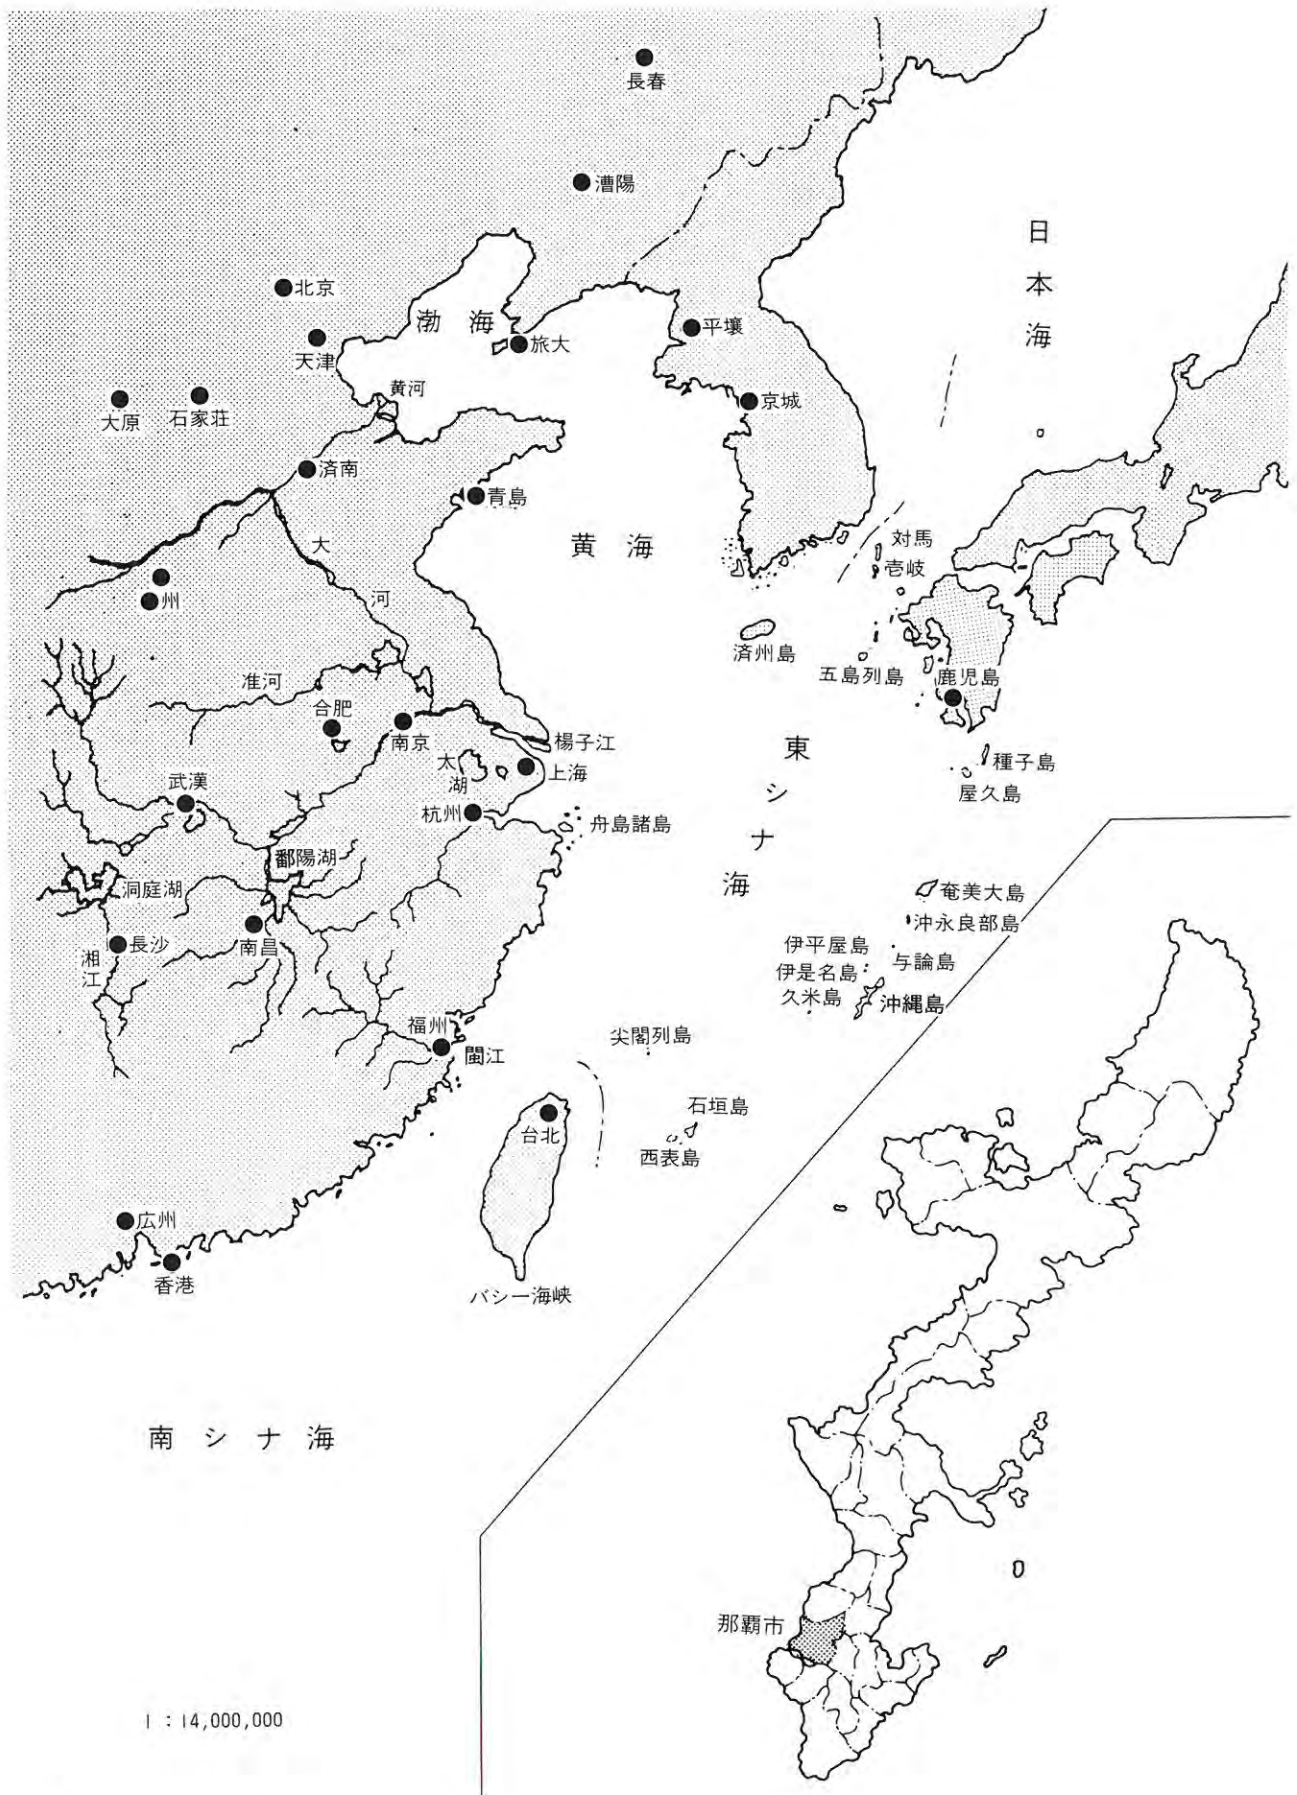 長春
漕陽
日本海
北京
渤海
平壌
旅大
天津
黄河
京城
大原
石家荘
済南
青島
黄海
大河
対馬
壱岐
州
済州島
五島列島
鹿児島
准河
合肥
南京
楊子江
東シナ海
上海
太湖
種子島
屋久島
武漢
杭州
舟島諸島
鄱陽湖
洞庭湖
奄美大島
沖永良部島
南昌
長沙
湘江
伊平屋島
与論島
伊是名島
久米島
沖縄島
福州
閩江
尖閣列島
石垣島
台北
西表島
広州
香港
バシー海峡
南シナ海
那覇市
1:14,000,000